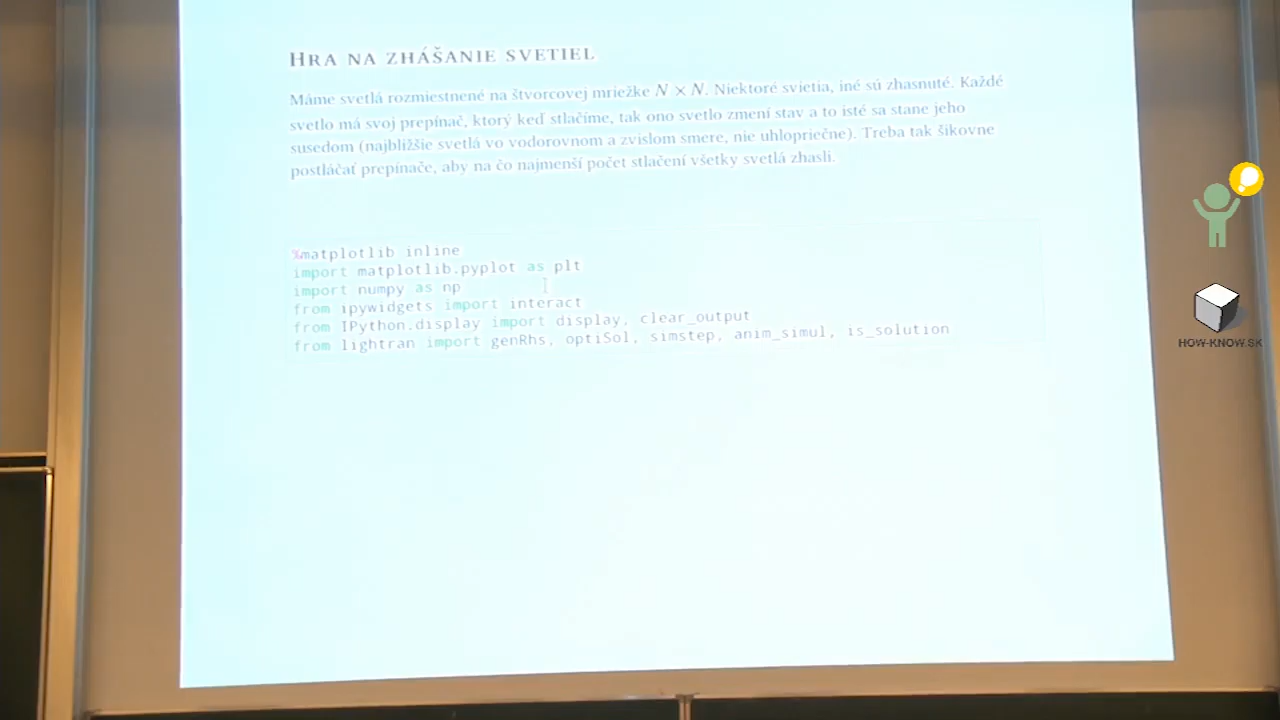 HRA NA ZHÁŠANIE SVETIEL
Máme svetlá rozmiestnené na štvorcovej mriežke N × N. Niektoré svietia, iné sú zhasnuté. Každé
svetlo má svoj prepínač, ktorý keď stlačíme, tak ono svetlo zmení stav a to isté sa stane jeho
susedom (najbližšie svetlá vo vodorovnom a zvislom smere, nie uhlopriečne). Treba tak šikovne
postláčať prepínače, aby na čo najmenší počet stlačení všetky svetlá zhasli.
%matplotlib inline
import matplotlib.pyplot as plt
import numpy as np
from ipywidgets import interact
from IPython.display import display, clear_output
from lightran import genRhs, optiSol, simstep, anim_simul, is_solution
HOW-KNOW.SK